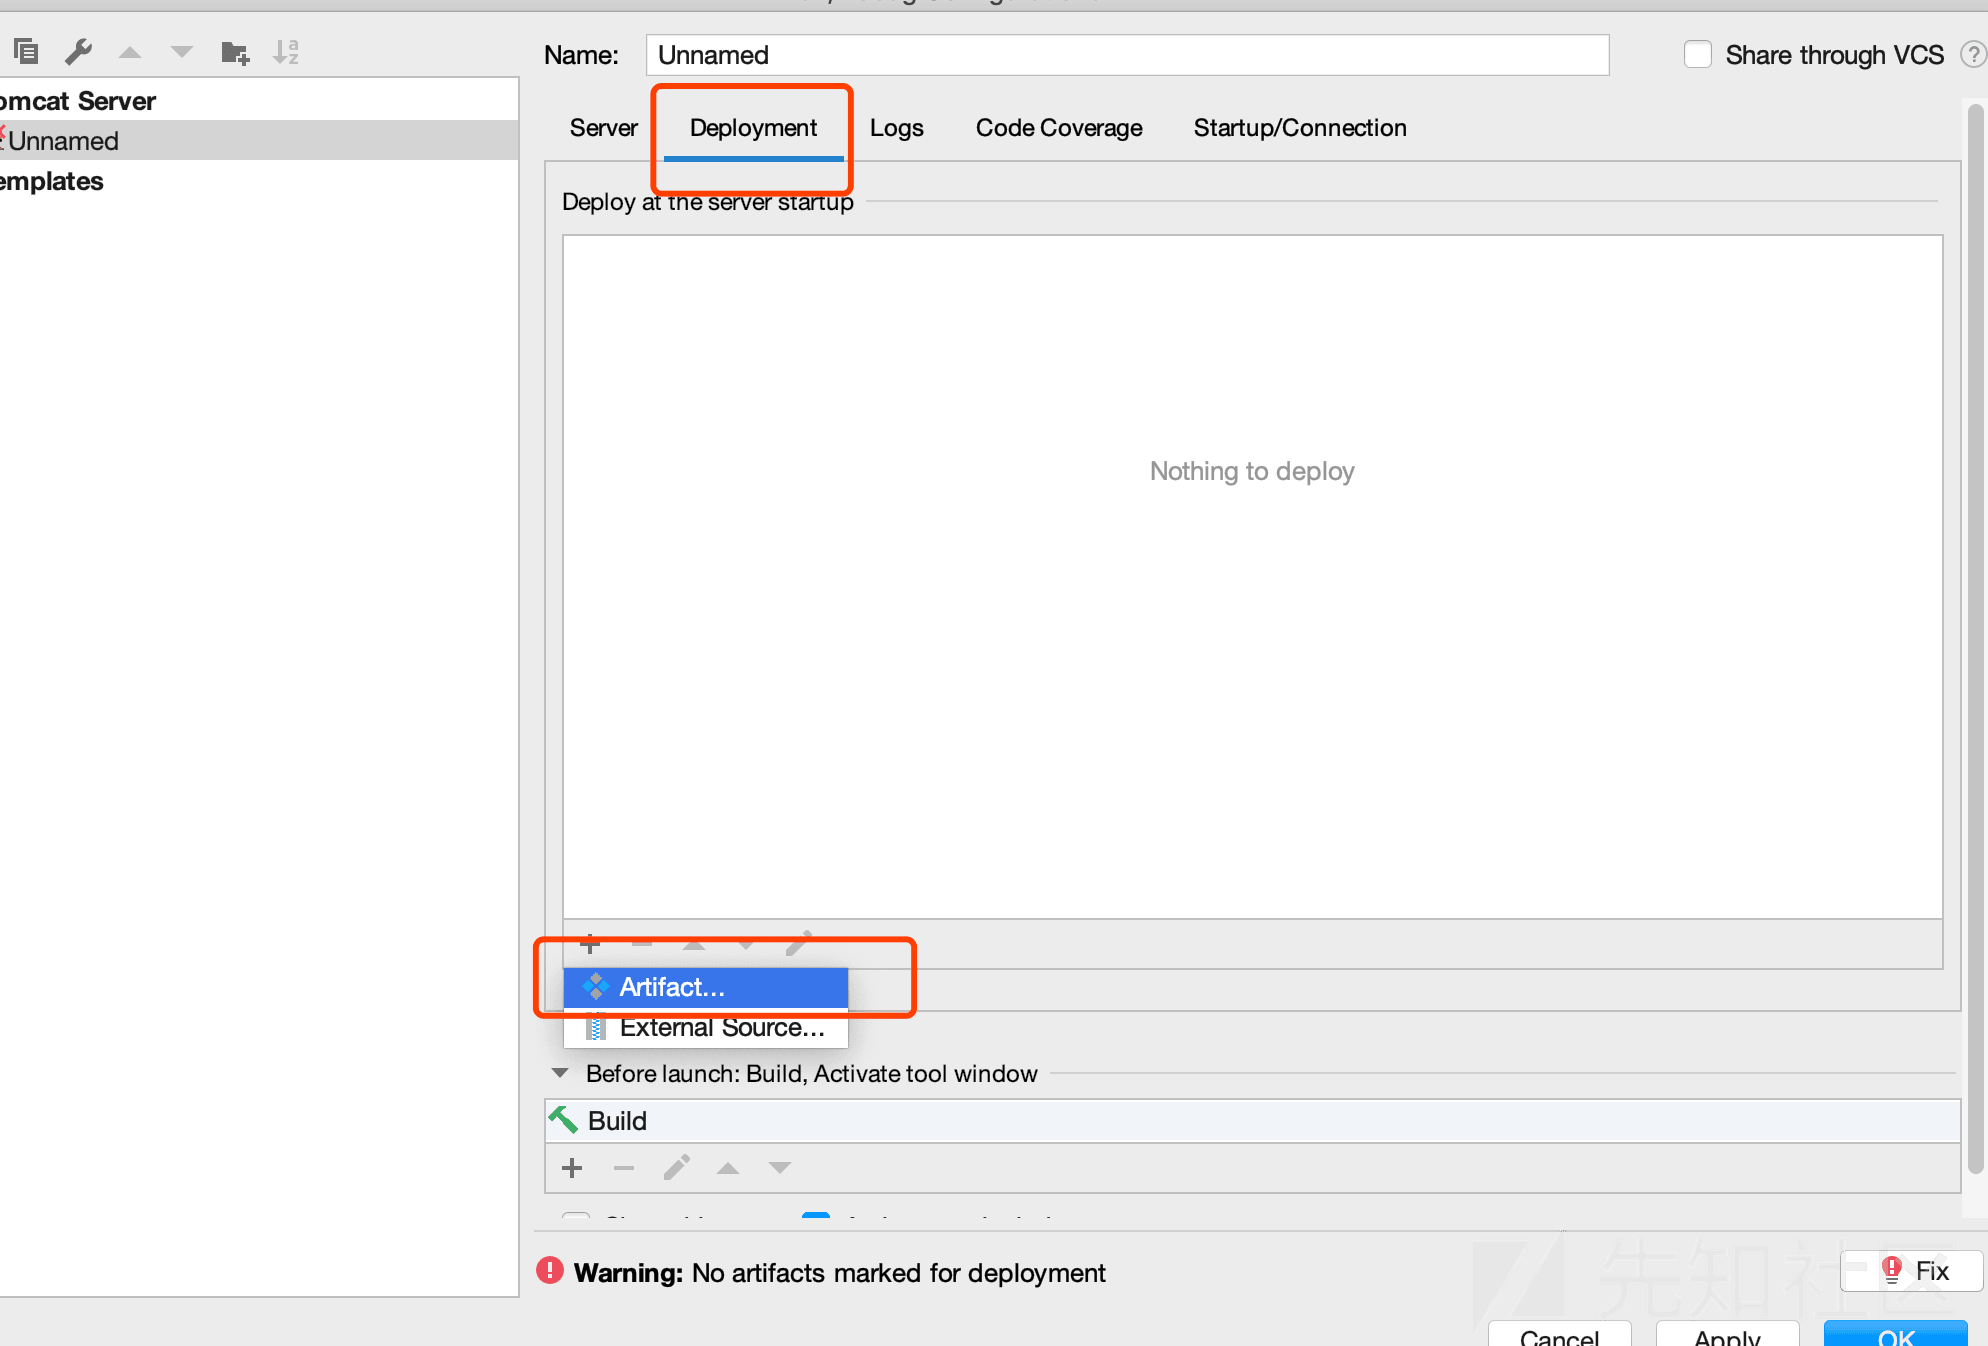 Name:
Unnamed
Share through VCS
?
omcat Server
Unnamed
emplates
Server
Deployment
Logs
Code Coverage
Startup/Connection
Deploy at the server startup
Nothing to deploy
Artifact...
External Source...
Before launch: Build, Activate tool window
Build
Warning: No artifacts marked for deployment
Fix
Cancel
Apply
OK
先知社区